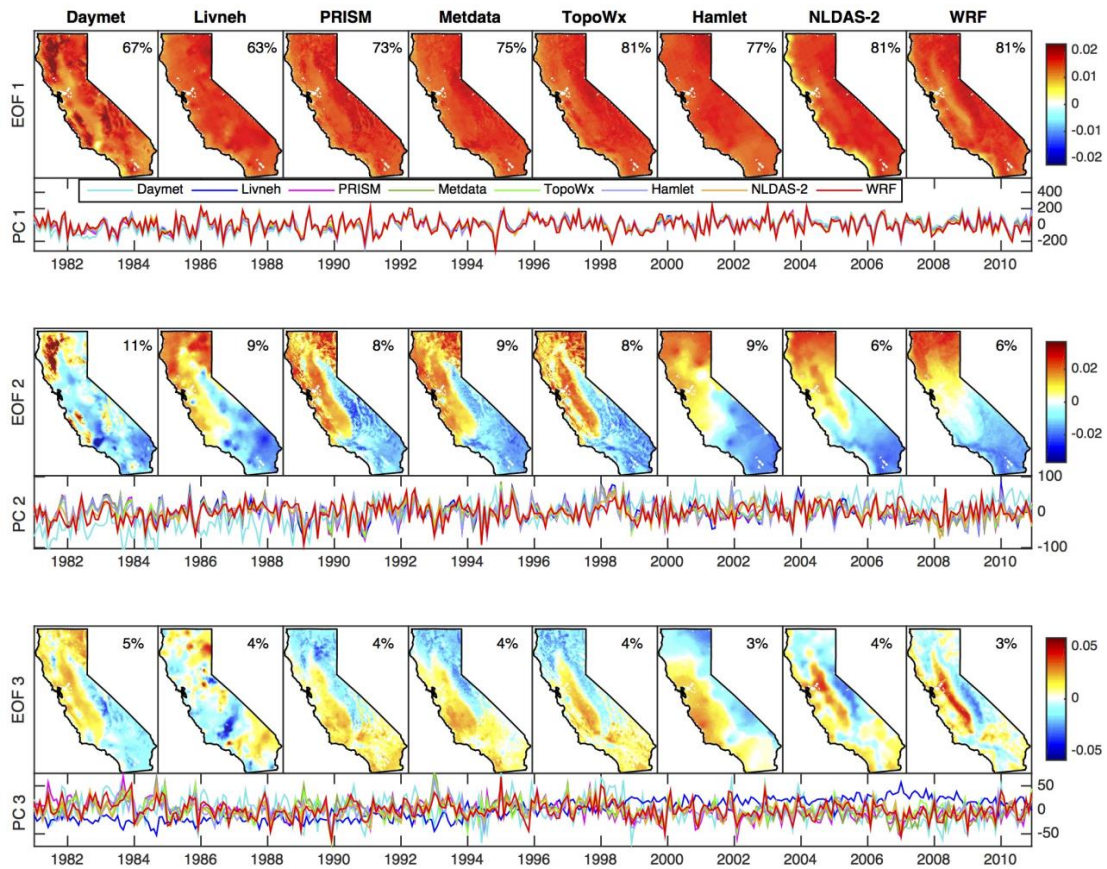 Daymet Livneh PRISM Metdata TopoWx Hamlet NLDAS-2 WRF
EOF 1
67% 63% 73% 75% 81% 77% 81% 81%
0.02
0.01
0
-0.01
-0.02
Daymet Livneh PRISM Metdata TopoWx Hamlet NLDAS-2 WRF
PC 1
400
200
0
-200
1982 1984 1986 1988 1990 1992 1994 1996 1998 2000 2002 2004 2006 2008 2010
EOF 2
11% 9% 8% 9% 8% 9% 6% 6%
0.02
0
-0.02
PC 2
100
0
-100
1982 1984 1986 1988 1990 1992 1994 1996 1998 2000 2002 2004 2006 2008 2010
EOF 3
5% 4% 4% 4% 4% 3% 4% 3%
0.05
0
-0.05
PC 3
50
0
-50
1982 1984 1986 1988 1990 1992 1994 1996 1998 2000 2002 2004 2006 2008 2010